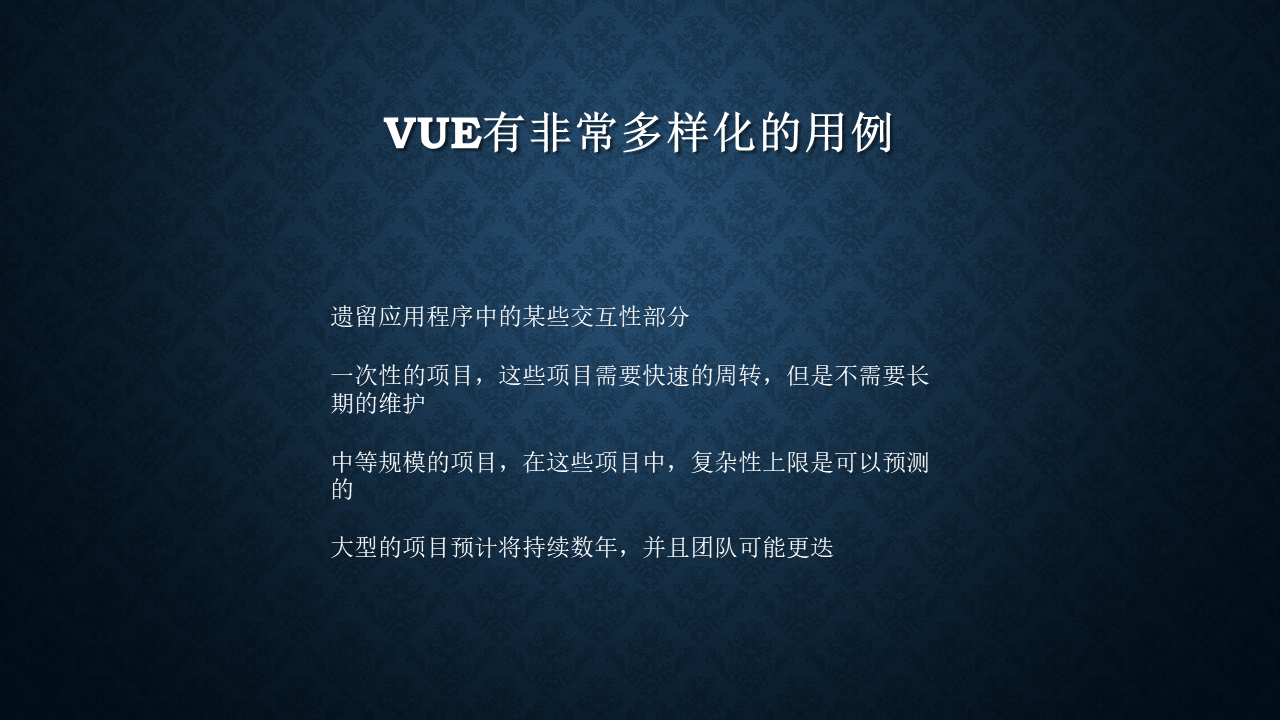 VUE有非常多样化的用例
遗留应用程序中的某些交互性部分
一次性的项目，这些项目需要快速的周转，但是不需要长
期的维护
中等规模的项目，在这些项目中，复杂性上限是可以预测
的
大型的项目预计将持续数年，并且团队可能更迭